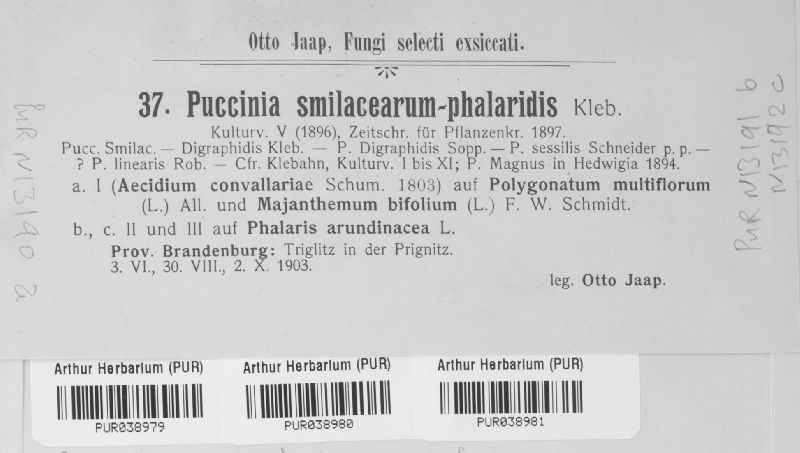 Otto Jaap, Fungi selecti exsiccati.
37. Puccinia smilacearum-phalaridis Kleb.
Kulturv. V (1896), Zeitschr. für Pflanzenkr. 1897.
Pucc. Smilac. — Digraphidis Kleb. — P. Digraphidis Sopp. — P. sessilis Schneider p. p. —
? P. linearis Rob. — Cfr. Klebahn, Kulturv. I bis XI; P. Magnus in Hedwigia 1894.
a. I (Aecidium convallariae Schum. 1803) auf Polygonatum multiflorum
(L.) All. und Majanthemum bifolium (L.) F. W. Schmidt.
b., c. II und III auf Phalaris arundinacea L.
Prov. Brandenburg: Triglitz in der Prignitz.
3. VI., 30. VIII., 2. X. 1903.
leg. Otto Jaap.
PUR N13190 a
PUR N13191 b
N13192 c
Arthur Herbarium (PUR)
PUR038979
Arthur Herbarium (PUR)
PUR038980
Arthur Herbarium (PUR)
PUR038981